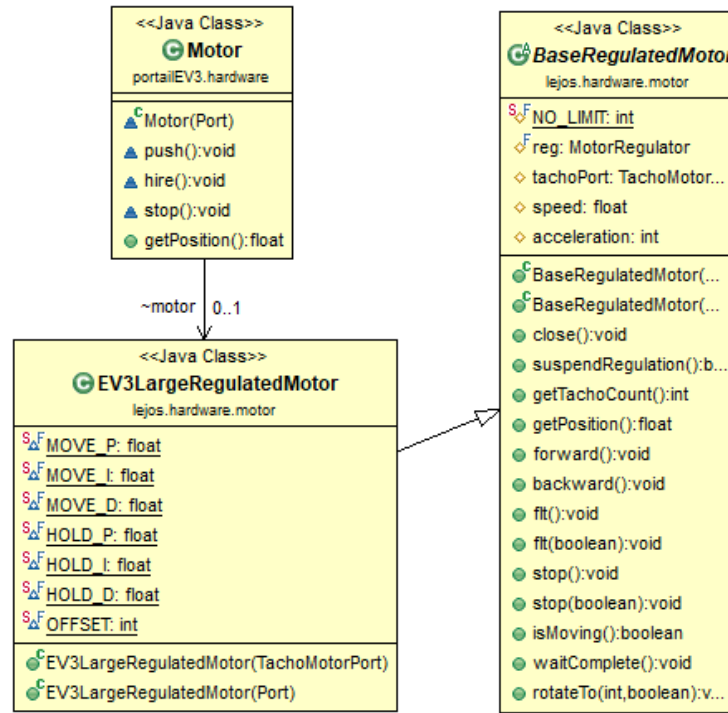 <<Java Class>>
Motor
portailEV3.hardware
Motor(Port)
push():void
hire():void
stop():void
getPosition():float
~motor 0..1
<<Java Class>>
EV3LargeRegulatedMotor
lejos.hardware.motor
MOVE_P: float
MOVE_I: float
MOVE_D: float
HOLD_P: float
HOLD_I: float
HOLD_D: float
OFFSET: int
EV3LargeRegulatedMotor(TachoMotorPort)
EV3LargeRegulatedMotor(Port)
<<Java Class>>
BaseRegulatedMotor
lejos.hardware.motor
NO_LIMIT: int
reg: MotorRegulator
tachoPort: TachoMotor...
speed: float
acceleration: int
BaseRegulatedMotor(...
BaseRegulatedMotor(...
close():void
suspendRegulation():b...
getTachoCount():int
getPosition():float
forward():void
backward():void
flt():void
flt(boolean):void
stop():void
stop(boolean):void
isMoving():boolean
waitComplete():void
rotateTo(int,boolean):v...